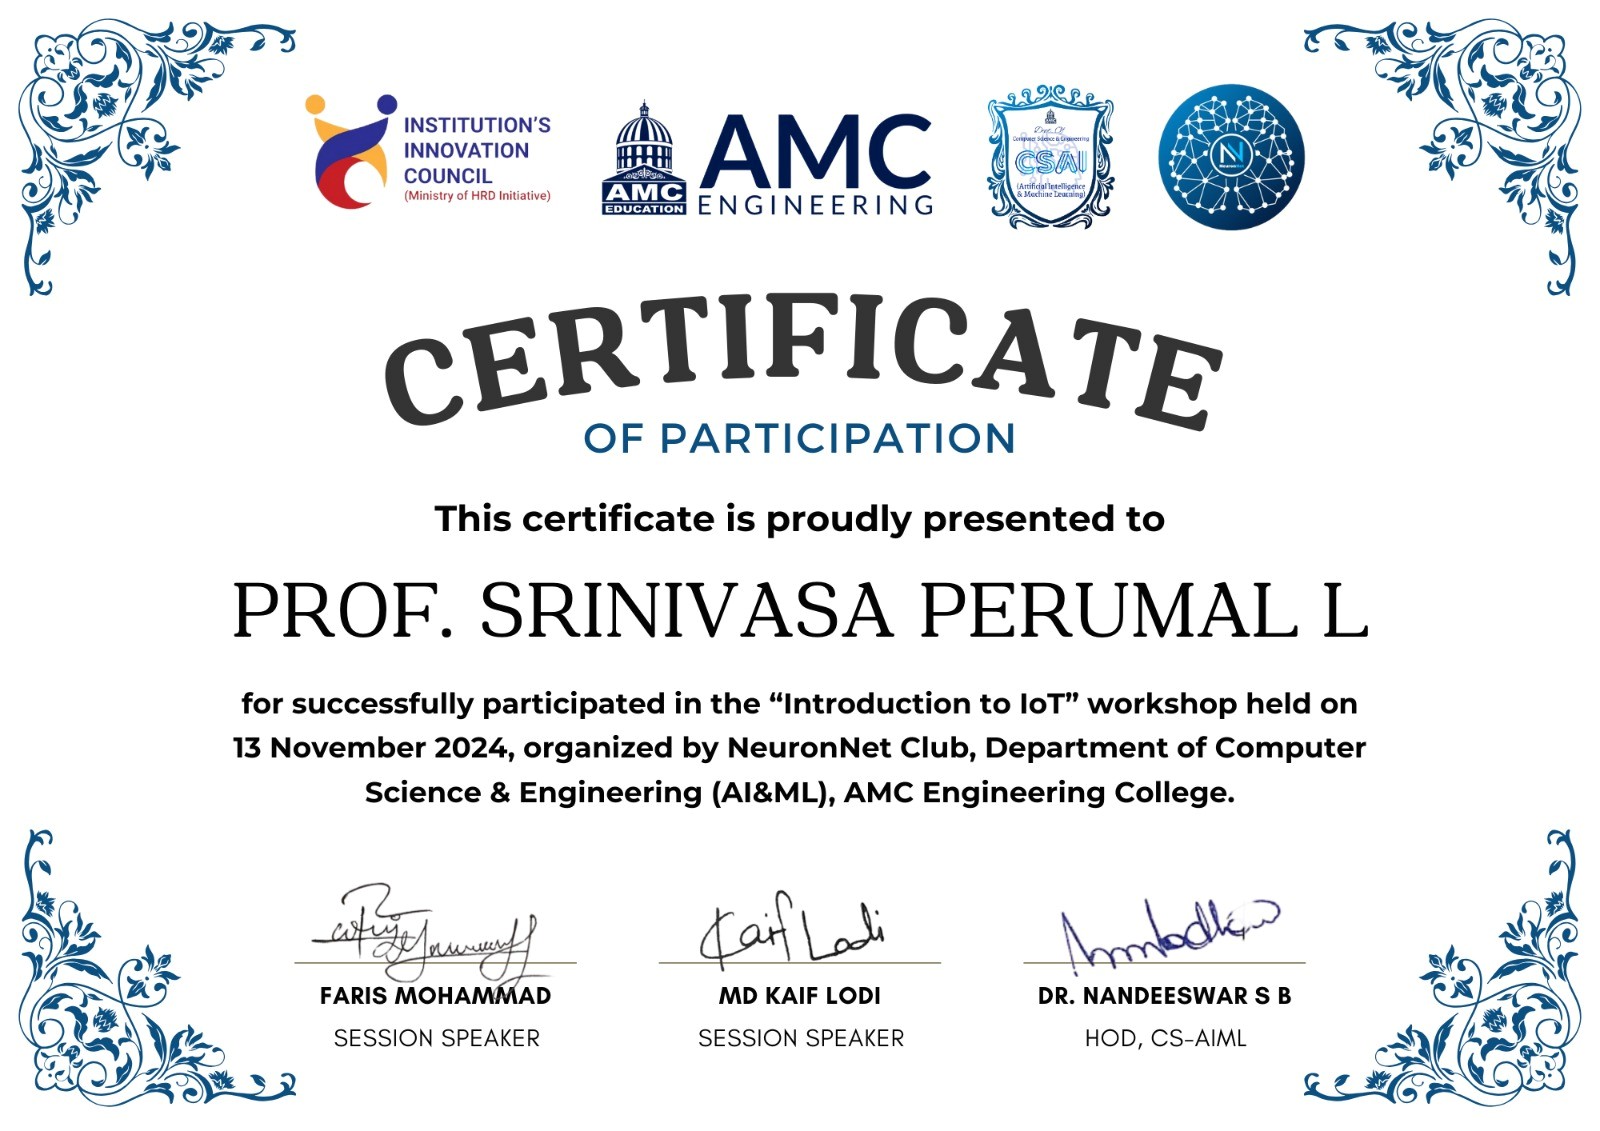 INSTITUTION'S
INNOVATION
COUNCIL
(Ministry of HRD Initiative)
AMC
EDUCATION
AMC
ENGINEERING
Dept. Of
Computer Science & Engineering
CSAI
(Artificial Intelligence
& Machine Learning)
N
NeuronNet
CERTIFICATE
OF PARTICIPATION
This certificate is proudly presented to
PROF. SRINIVASA PERUMAL L
for successfully participated in the “Introduction to IoT” workshop held on
13 November 2024, organized by NeuronNet Club, Department of Computer
Science & Engineering (AI&ML), AMC Engineering College.
Kaif Lodi
FARIS MOHAMMAD
MD KAIF LODI
DR. NANDEESWAR S B
SESSION SPEAKER
SESSION SPEAKER
HOD, CS-AIML